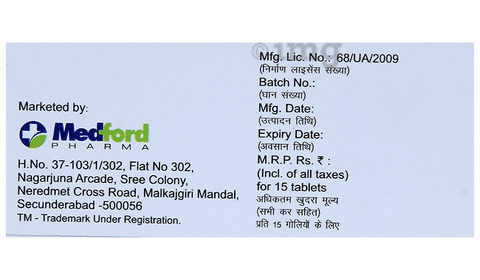 Marketed by:
Medford
PHARMA
H.No. 37-103/1/302, Flat No 302,
Nagarjuna Arcade, Sree Colony,
Neredmet Cross Road, Malkajgiri Mandal,
Secunderabad -500056
TM - Trademark Under Registration.
1mg
Mfg. Lic. No.: 68/UA/2009
(निर्माण लाइसेंस संख्या)
Batch No.:
(घान संख्या)
Mfg. Date:
(उत्पादन तिथि)
Expiry Date:
(अवसान तिथि)
M.R.P. Rs. ₹ :
(Incl. of all taxes)
for 15 tablets
अधिकतम खुदरा मूल्य
(सभी कर सहित)
प्रति 15 गोलियों के लिए